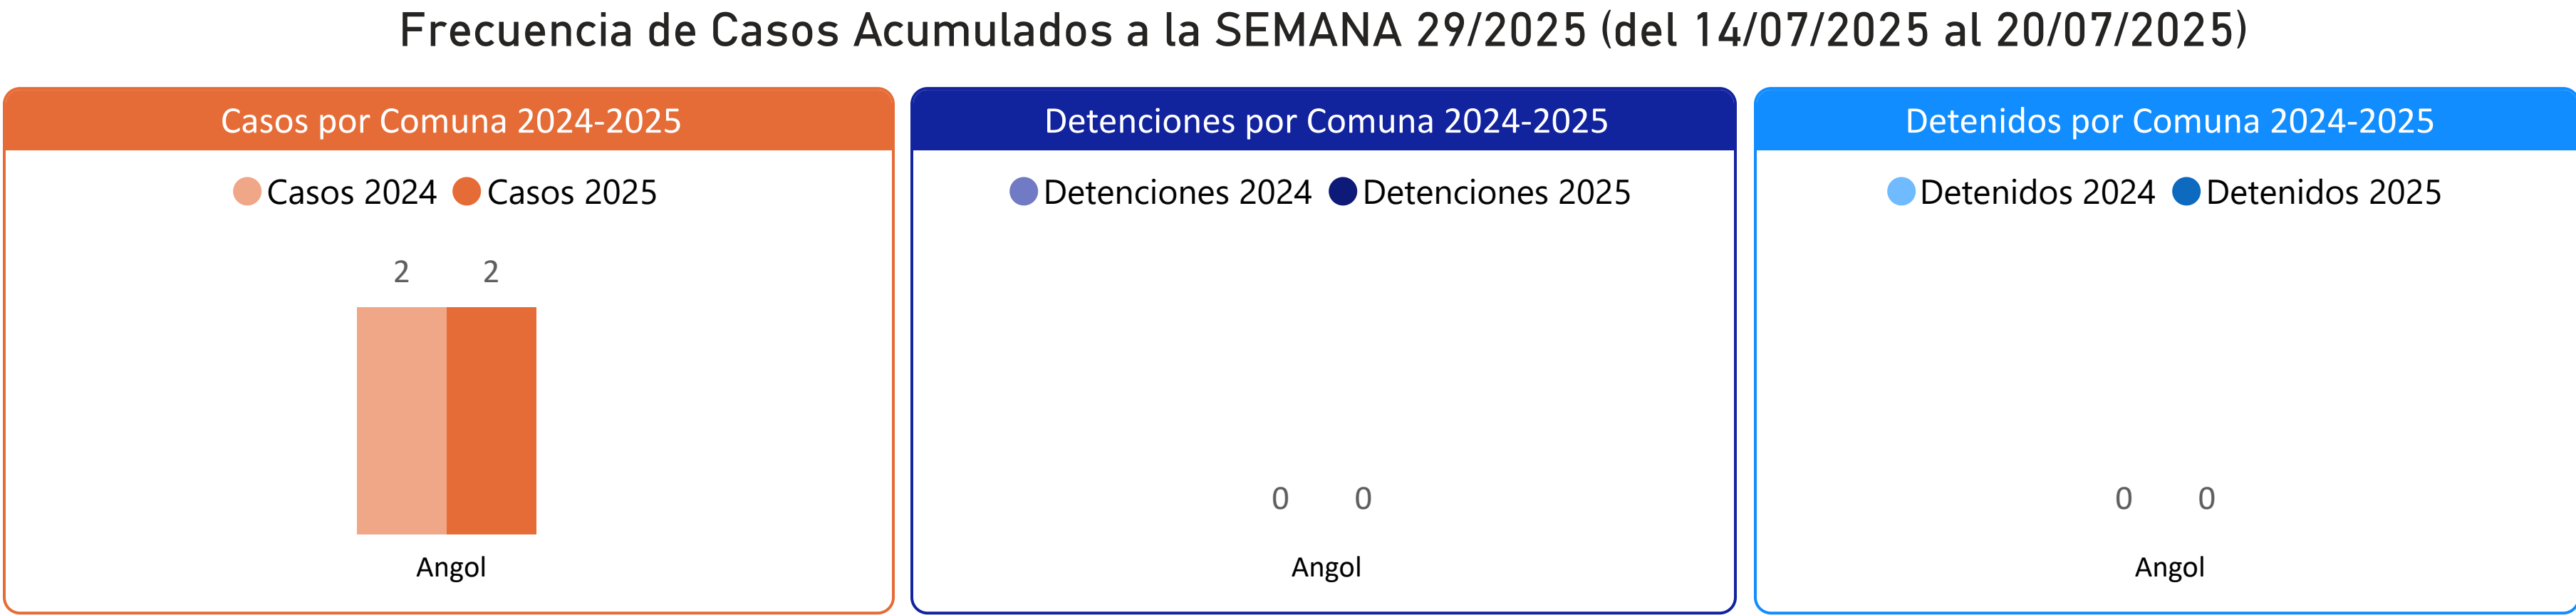 Frecuencia de Casos Acumulados a la SEMANA 29/2025 (del 14/07/2025 al 20/07/2025)
Casos por Comuna 2024-2025
Casos 2024 Casos 2025
2 2
Angol
Detenciones por Comuna 2024-2025
Detenciones 2024 Detenciones 2025
0 0
Angol
Detenidos por Comuna 2024-2025
Detenidos 2024 Detenidos 2025
0 0
Angol